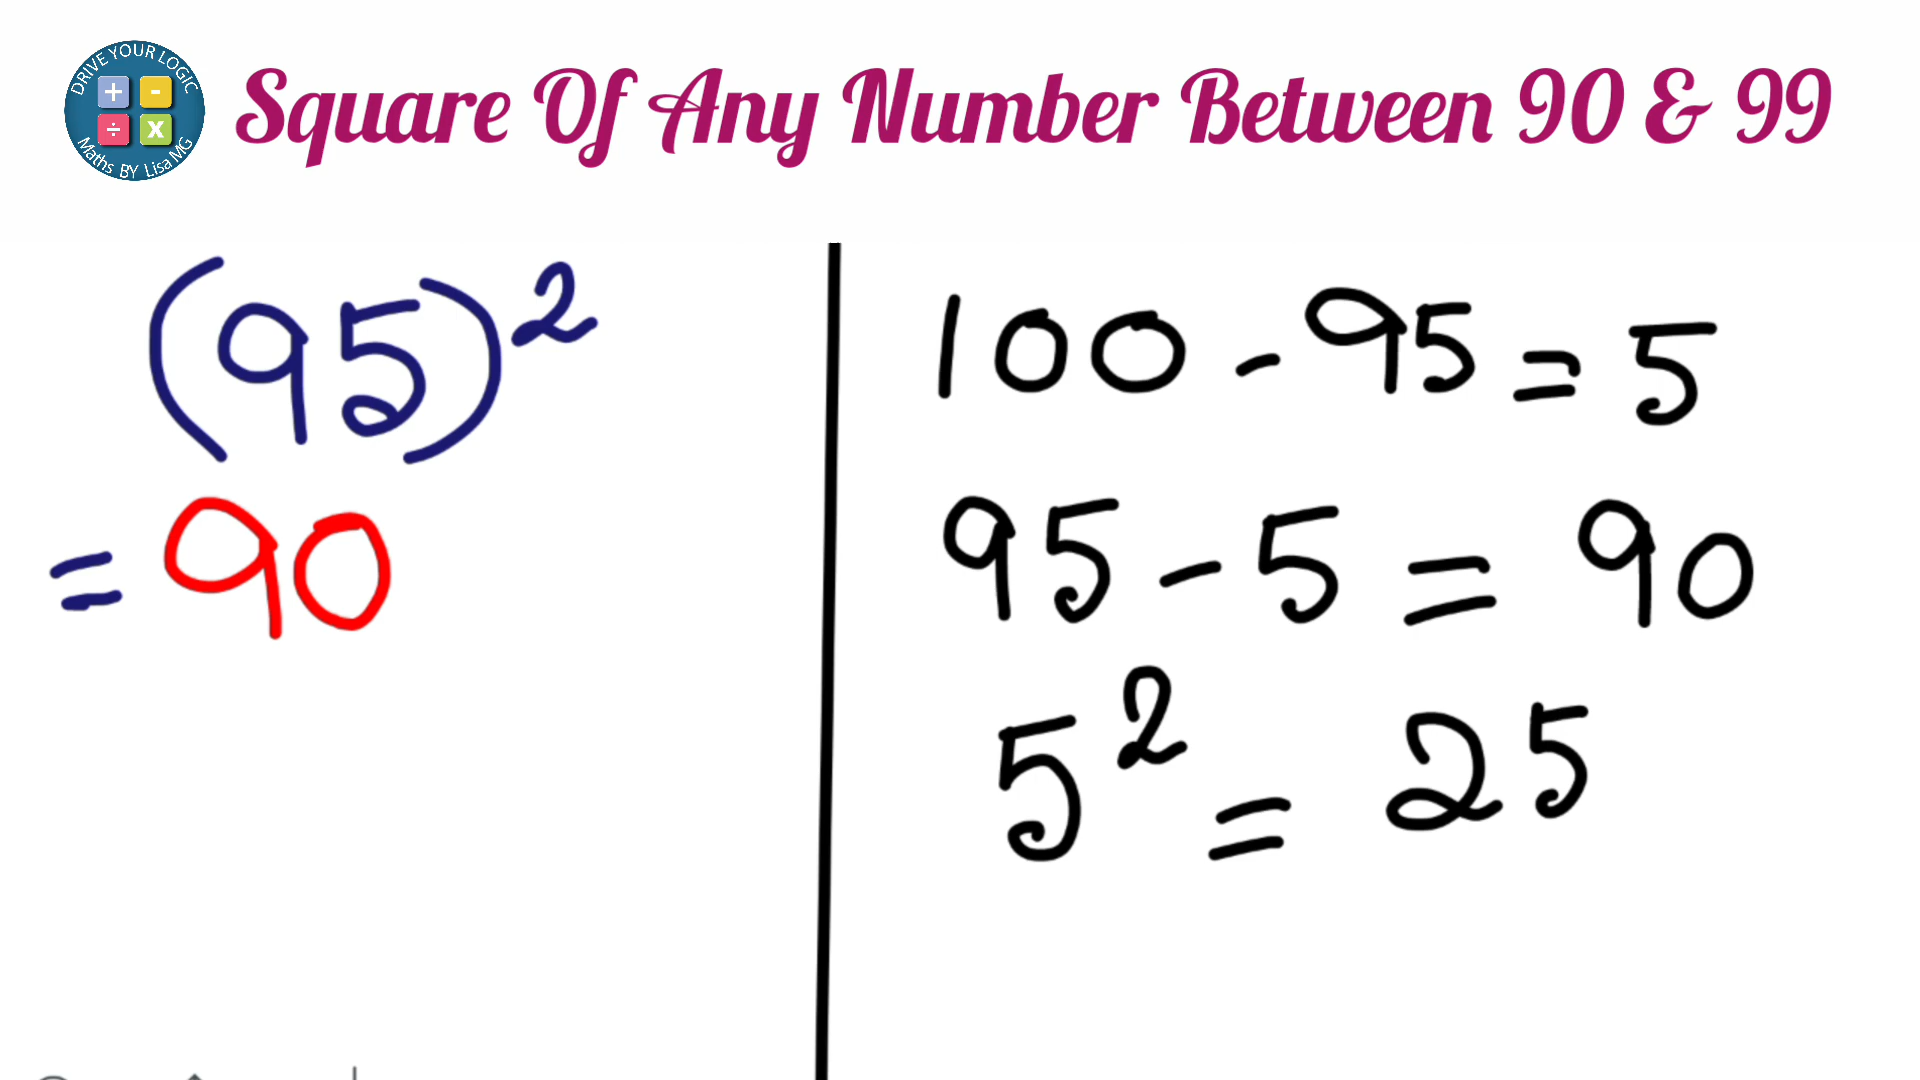 DRIVE YOUR LOGIC
+ -
÷ x
Maths BY Lisa MG
Square Of Any Number Between 90 & 99
(95)²
= 90
100 - 95 = 5
95 - 5 = 90
5² = 25